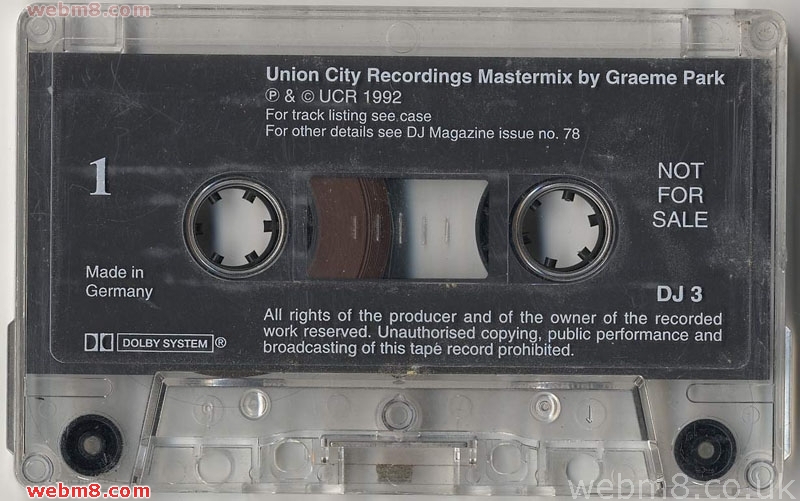 webm8.com
Union City Recordings Mastermix by Graeme Park
℗ & © UCR 1992
For track listing see case
For other details see DJ Magazine issue no. 78
1
NOT
FOR
SALE
Made in
Germany
DJ 3
DOLBY SYSTEM ®
All rights of the producer and of the owner of the recorded
work reserved. Unauthorised copying, public performance and
broadcasting of this tape record prohibited.
webm8.com
webm8.co.uk